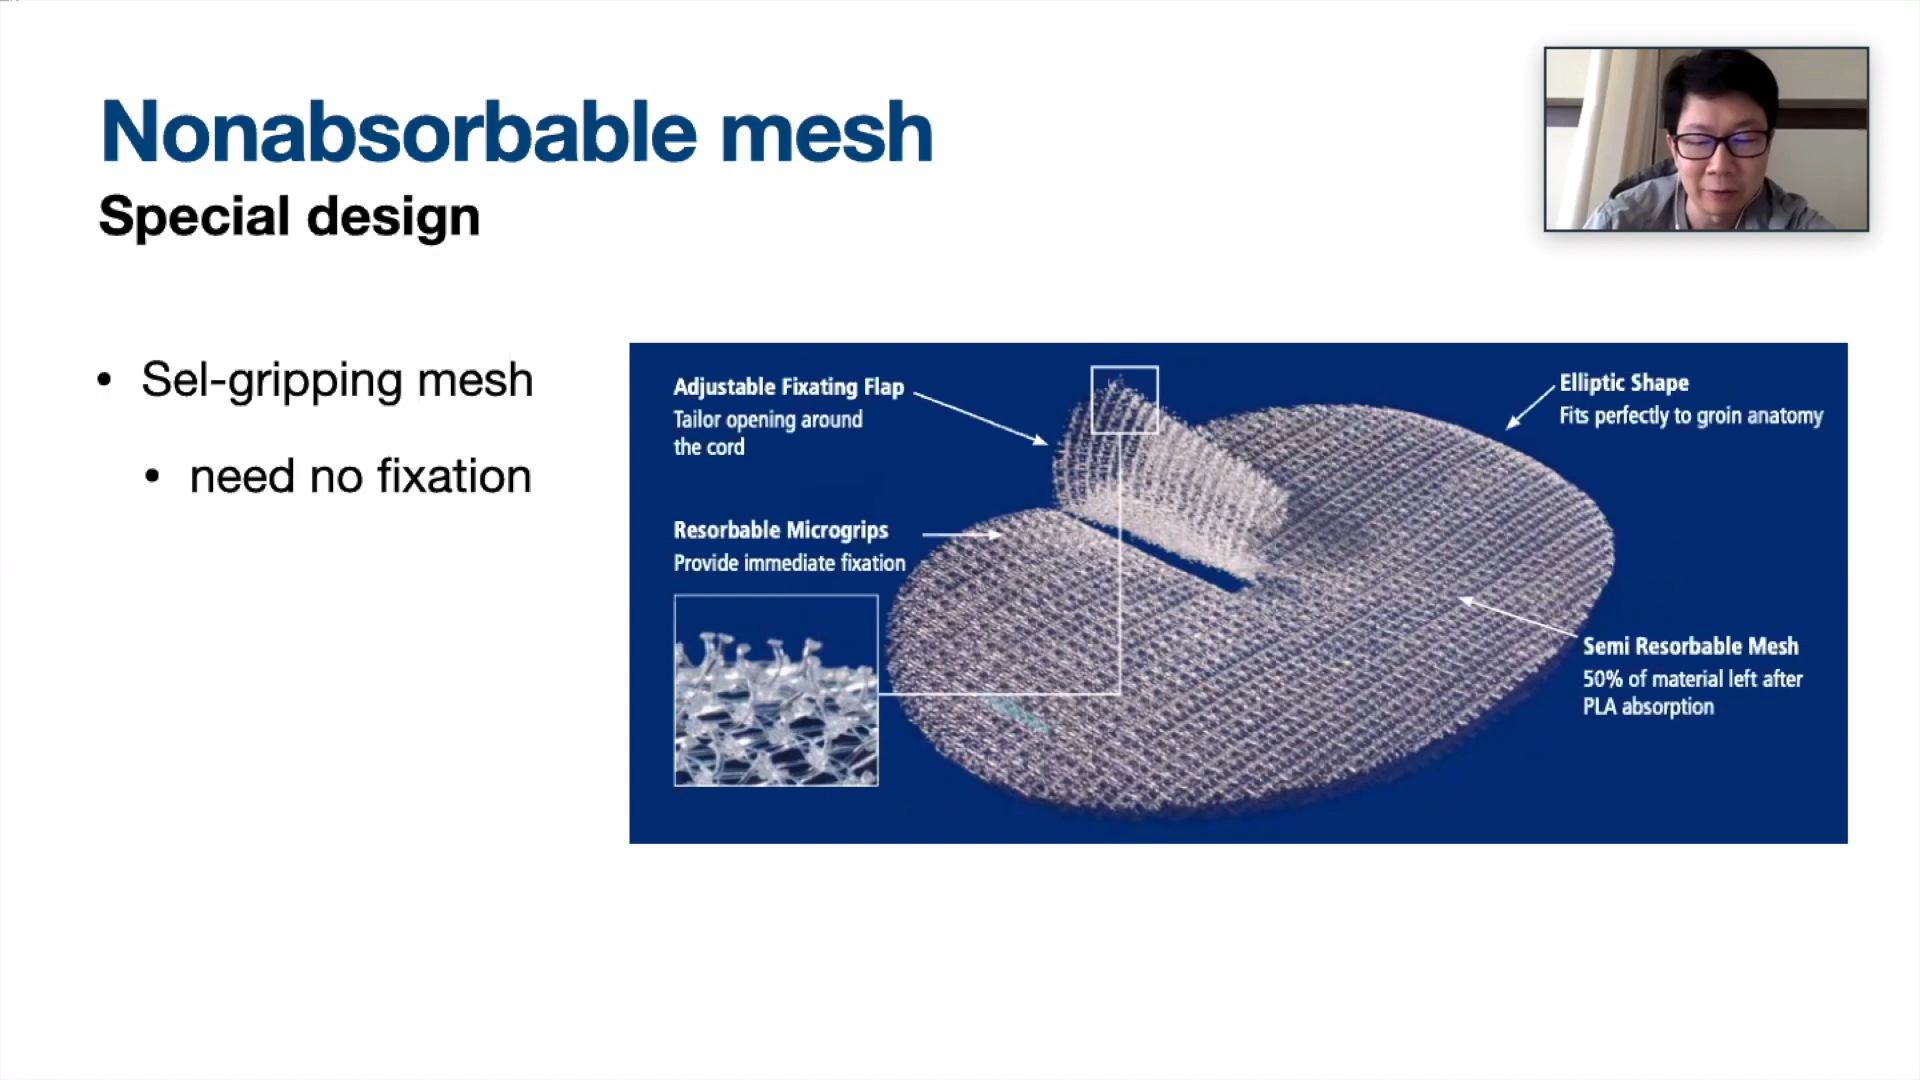 Nonabsorbable mesh
Special design
• Sel-gripping mesh
• need no fixation
Adjustable Fixating Flap
Tailor opening around
the cord
Resorbable Microgrips
Provide immediate fixation
Elliptic Shape
Fits perfectly to groin anatomy
Semi Resorbable Mesh
50% of material left after
PLA absorption